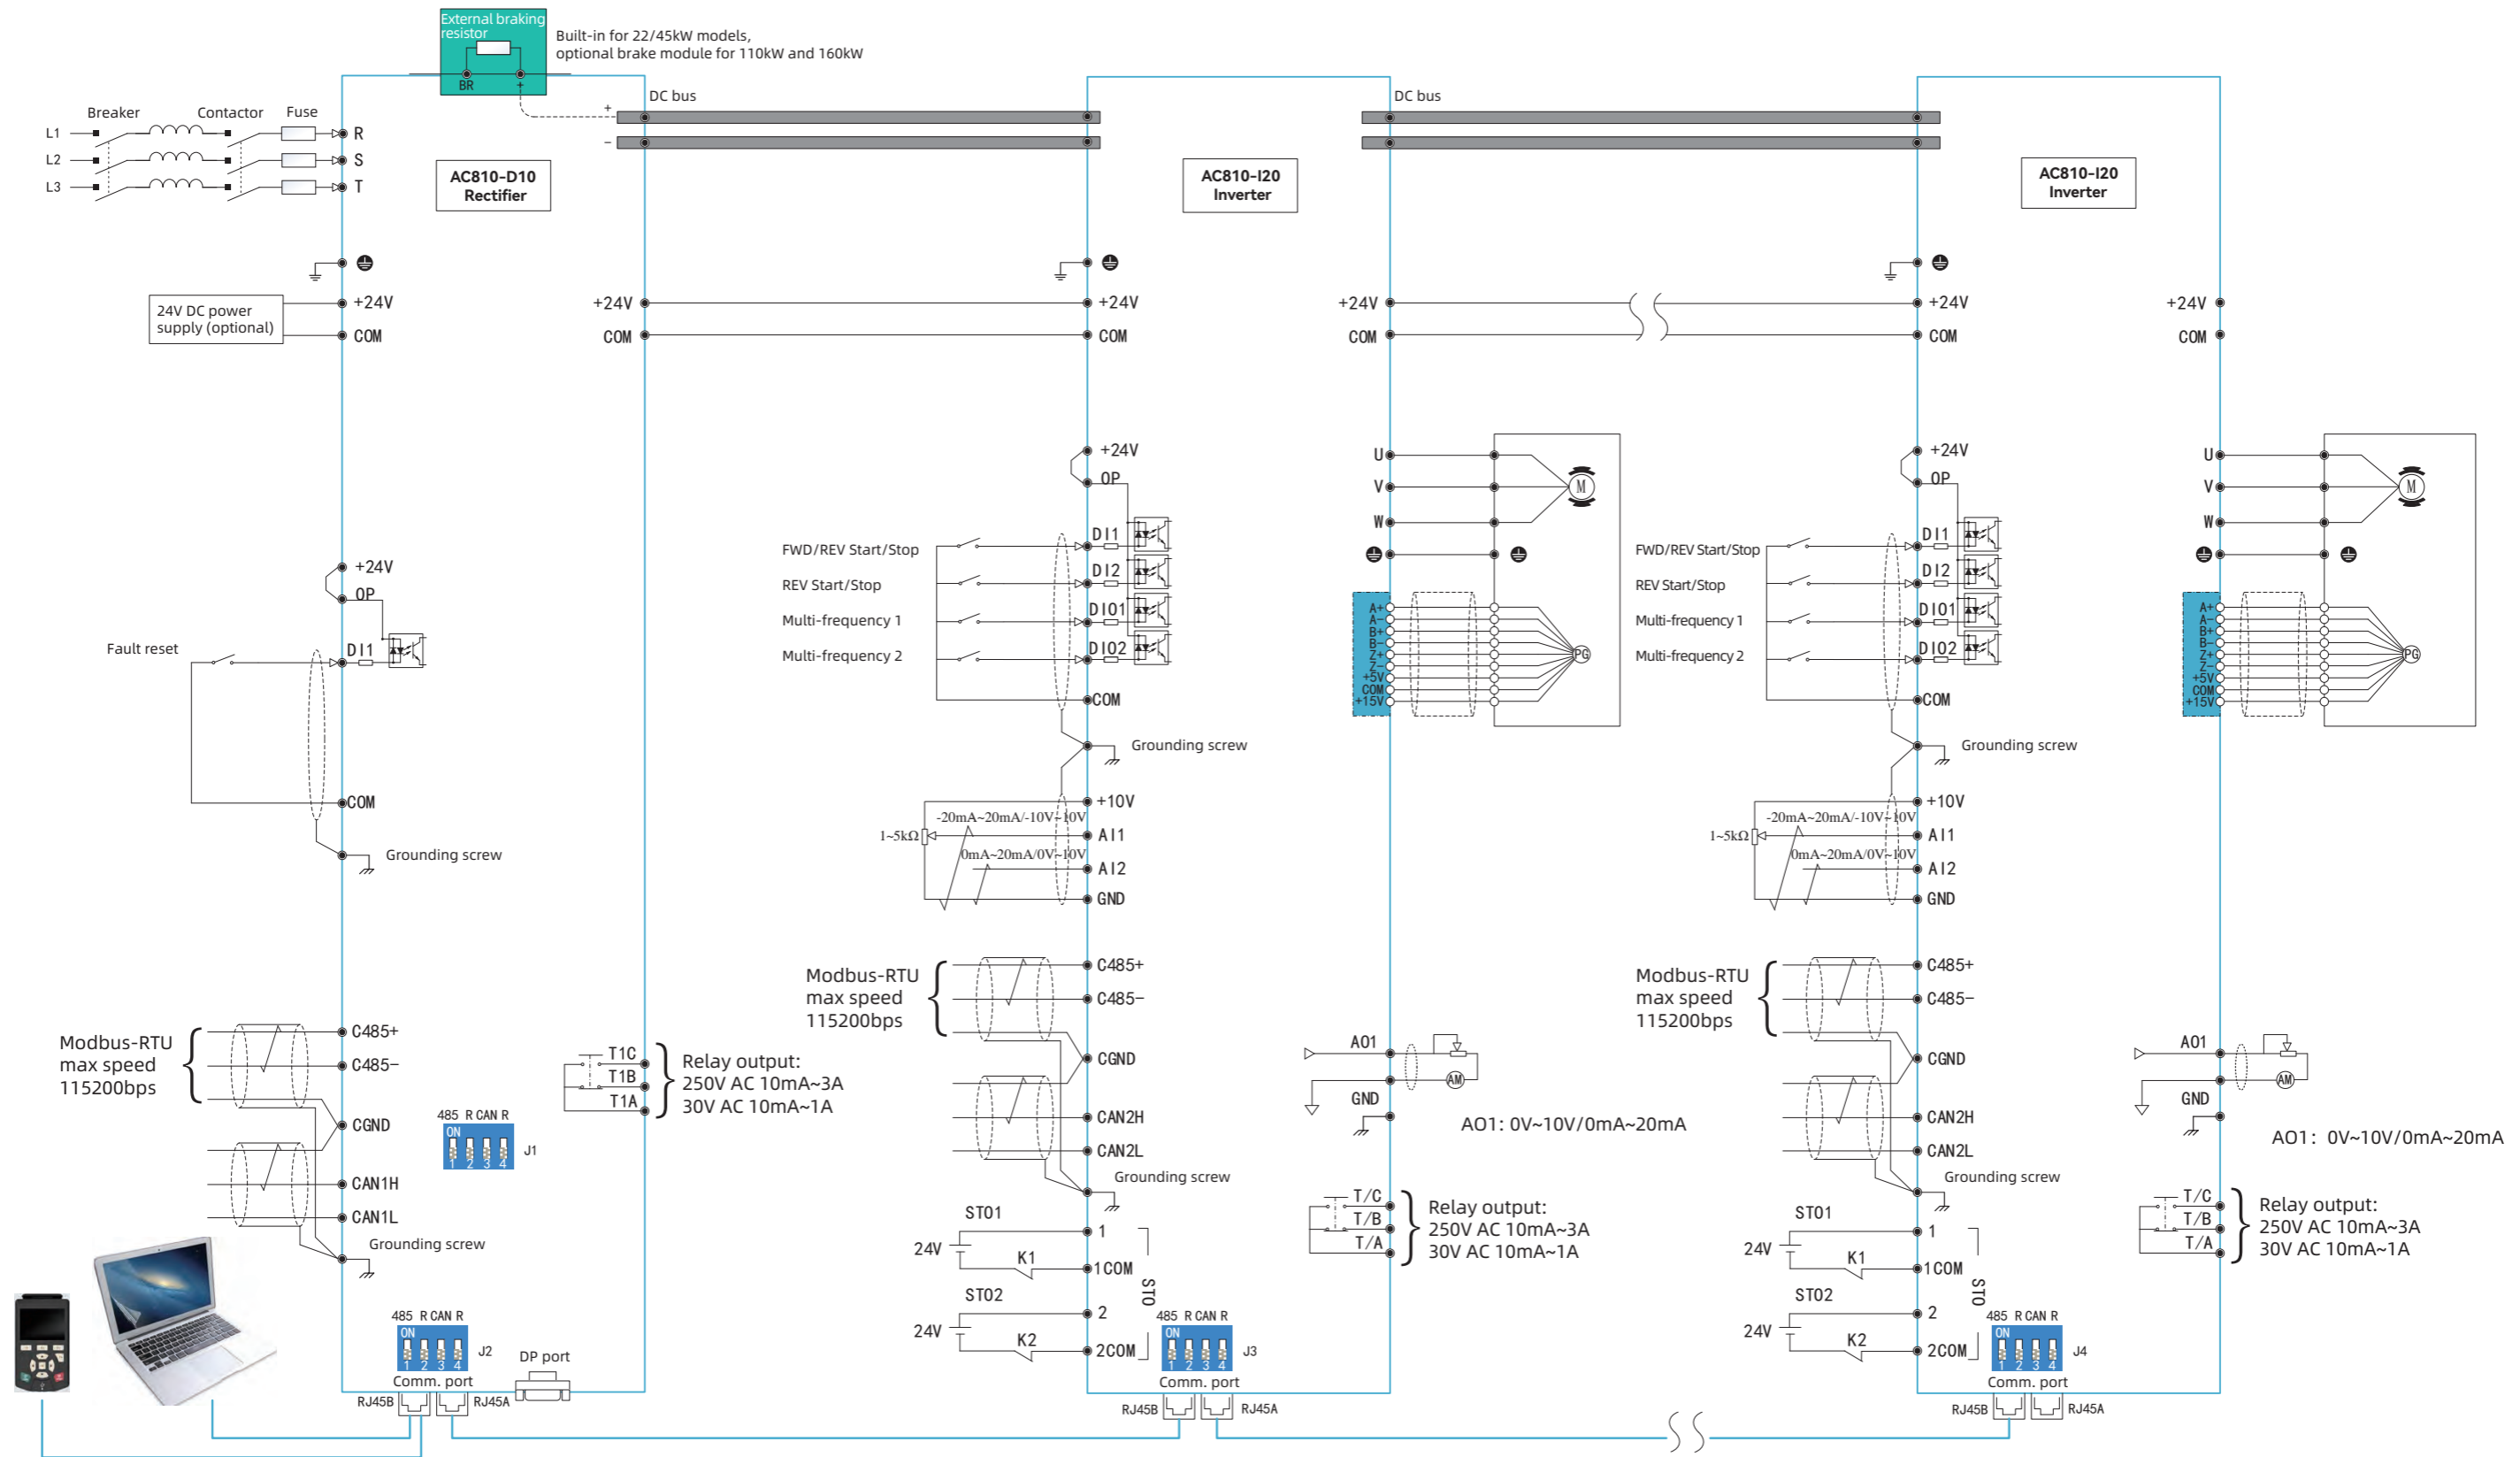 External braking
resistor
BR
+
Built-in for 22/45kW models,
optional brake module for 110kW and 160kW
Breaker
Contactor
Fuse
L1
L2
L3
R
S
T
AC810-D10
Rectifier
DC bus
+
−
24V DC power
supply (optional)
+24V
COM
+24V
COM
+24V
OP
Fault reset
DI1
COM
Grounding screw
Modbus-RTU
max speed
115200bps
C485+
C485−
CGND
CAN1H
CAN1L
Grounding screw
485 R CAN R
ON
1 2 3 4
J1
T1C
T1B
T1A
Relay output:
250V AC 10mA~3A
30V AC 10mA~1A
485 R CAN R
ON
1 2 3 4
J2
Comm. port
DP port
RJ45B
RJ45A
AC810-I20
Inverter
DC bus
+24V
COM
+24V
COM
+24V
OP
FWD/REV Start/Stop
DI1
REV Start/Stop
DI2
Multi-frequency 1
DIO1
Multi-frequency 2
DIO2
COM
Grounding screw
+10V
-20mA~20mA/-10V~10V
1~5kΩ
AI1
0mA~20mA/0V~10V
AI2
GND
Modbus-RTU
max speed
115200bps
C485+
C485−
CGND
CAN2H
CAN2L
Grounding screw
STO1
1
24V
K1
1COM
STO2
2
24V
K2
2COM
STO
485 R CAN R
ON
1 2 3 4
J3
Comm. port
RJ45B
RJ45A
U
V
W
M
A+
A−
B+
B−
Z+
Z−
+5V
COM
+15V
PG
AO1
AM
GND
AO1: 0V~10V/0mA~20mA
T/C
T/B
T/A
Relay output:
250V AC 10mA~3A
30V AC 10mA~1A
AC810-I20
Inverter
+24V
COM
+24V
COM
+24V
OP
FWD/REV Start/Stop
DI1
REV Start/Stop
DI2
Multi-frequency 1
DIO1
Multi-frequency 2
DIO2
COM
Grounding screw
+10V
-20mA~20mA/-10V~10V
1~5kΩ
AI1
0mA~20mA/0V~10V
AI2
GND
Modbus-RTU
max speed
115200bps
C485+
C485−
CGND
CAN2H
CAN2L
Grounding screw
STO1
1
24V
K1
1COM
STO2
2
24V
K2
2COM
STO
485 R CAN R
ON
1 2 3 4
J4
Comm. port
RJ45B
RJ45A
U
V
W
M
A+
A−
B+
B−
Z+
Z−
+5V
COM
+15V
PG
AO1
AM
GND
AO1: 0V~10V/0mA~20mA
T/C
T/B
T/A
Relay output:
250V AC 10mA~3A
30V AC 10mA~1A